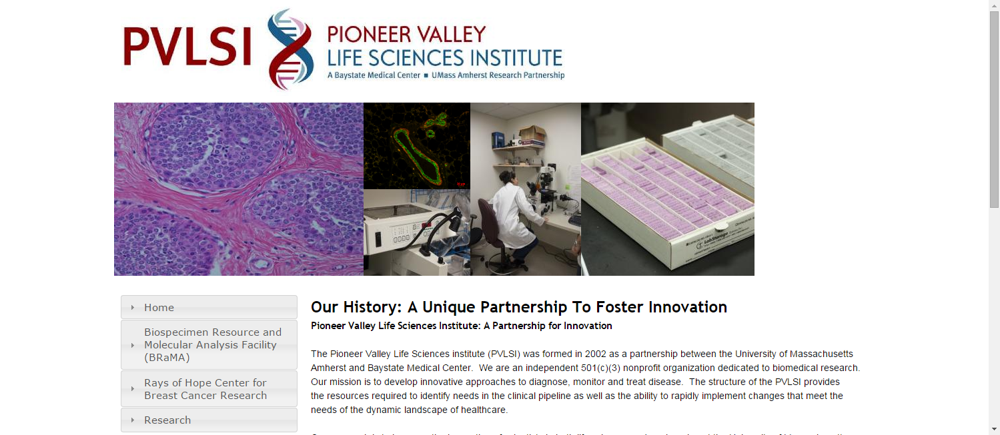 PVLSI
PIONEER VALLEY
LIFE SCIENCES INSTITUTE
A Baystate Medical Center ■ UMass Amherst Research Partnership
LabStorage
Home
Biospecimen Resource and
Molecular Analysis Facility
(BRaMA)
Rays of Hope Center for
Breast Cancer Research
Research
Our History: A Unique Partnership To Foster Innovation
Pioneer Valley Life Sciences Institute: A Partnership for Innovation
The Pioneer Valley Life Sciences institute (PVLSI) was formed in 2002 as a partnership between the University of Massachusetts
Amherst and Baystate Medical Center.  We are an independent 501(c)(3) nonprofit organization dedicated to biomedical research.
Our mission is to develop innovative approaches to diagnose, monitor and treat disease.  The structure of the PVLSI provides
the resources required to identify needs in the clinical pipeline as well as the ability to rapidly implement changes that meet the
needs of the dynamic landscape of healthcare.